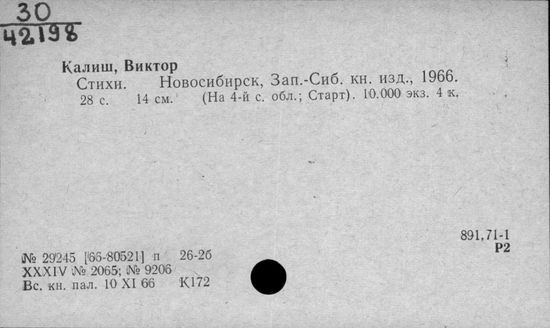 30
42198
Калиш, Виктор
Стихи. Новосибирск, Зап.-Сиб. кн. изд., 1966.
28 с. 14 см. (На 4-й с. обл.; Старт). 10.000 экз. 4 к.
891,71-1
Р2
№ 29245 [66-80521] п 26-2б
XXXIV № 2065; № 9206
Вс. кн. пал. 10 XI 66 К172